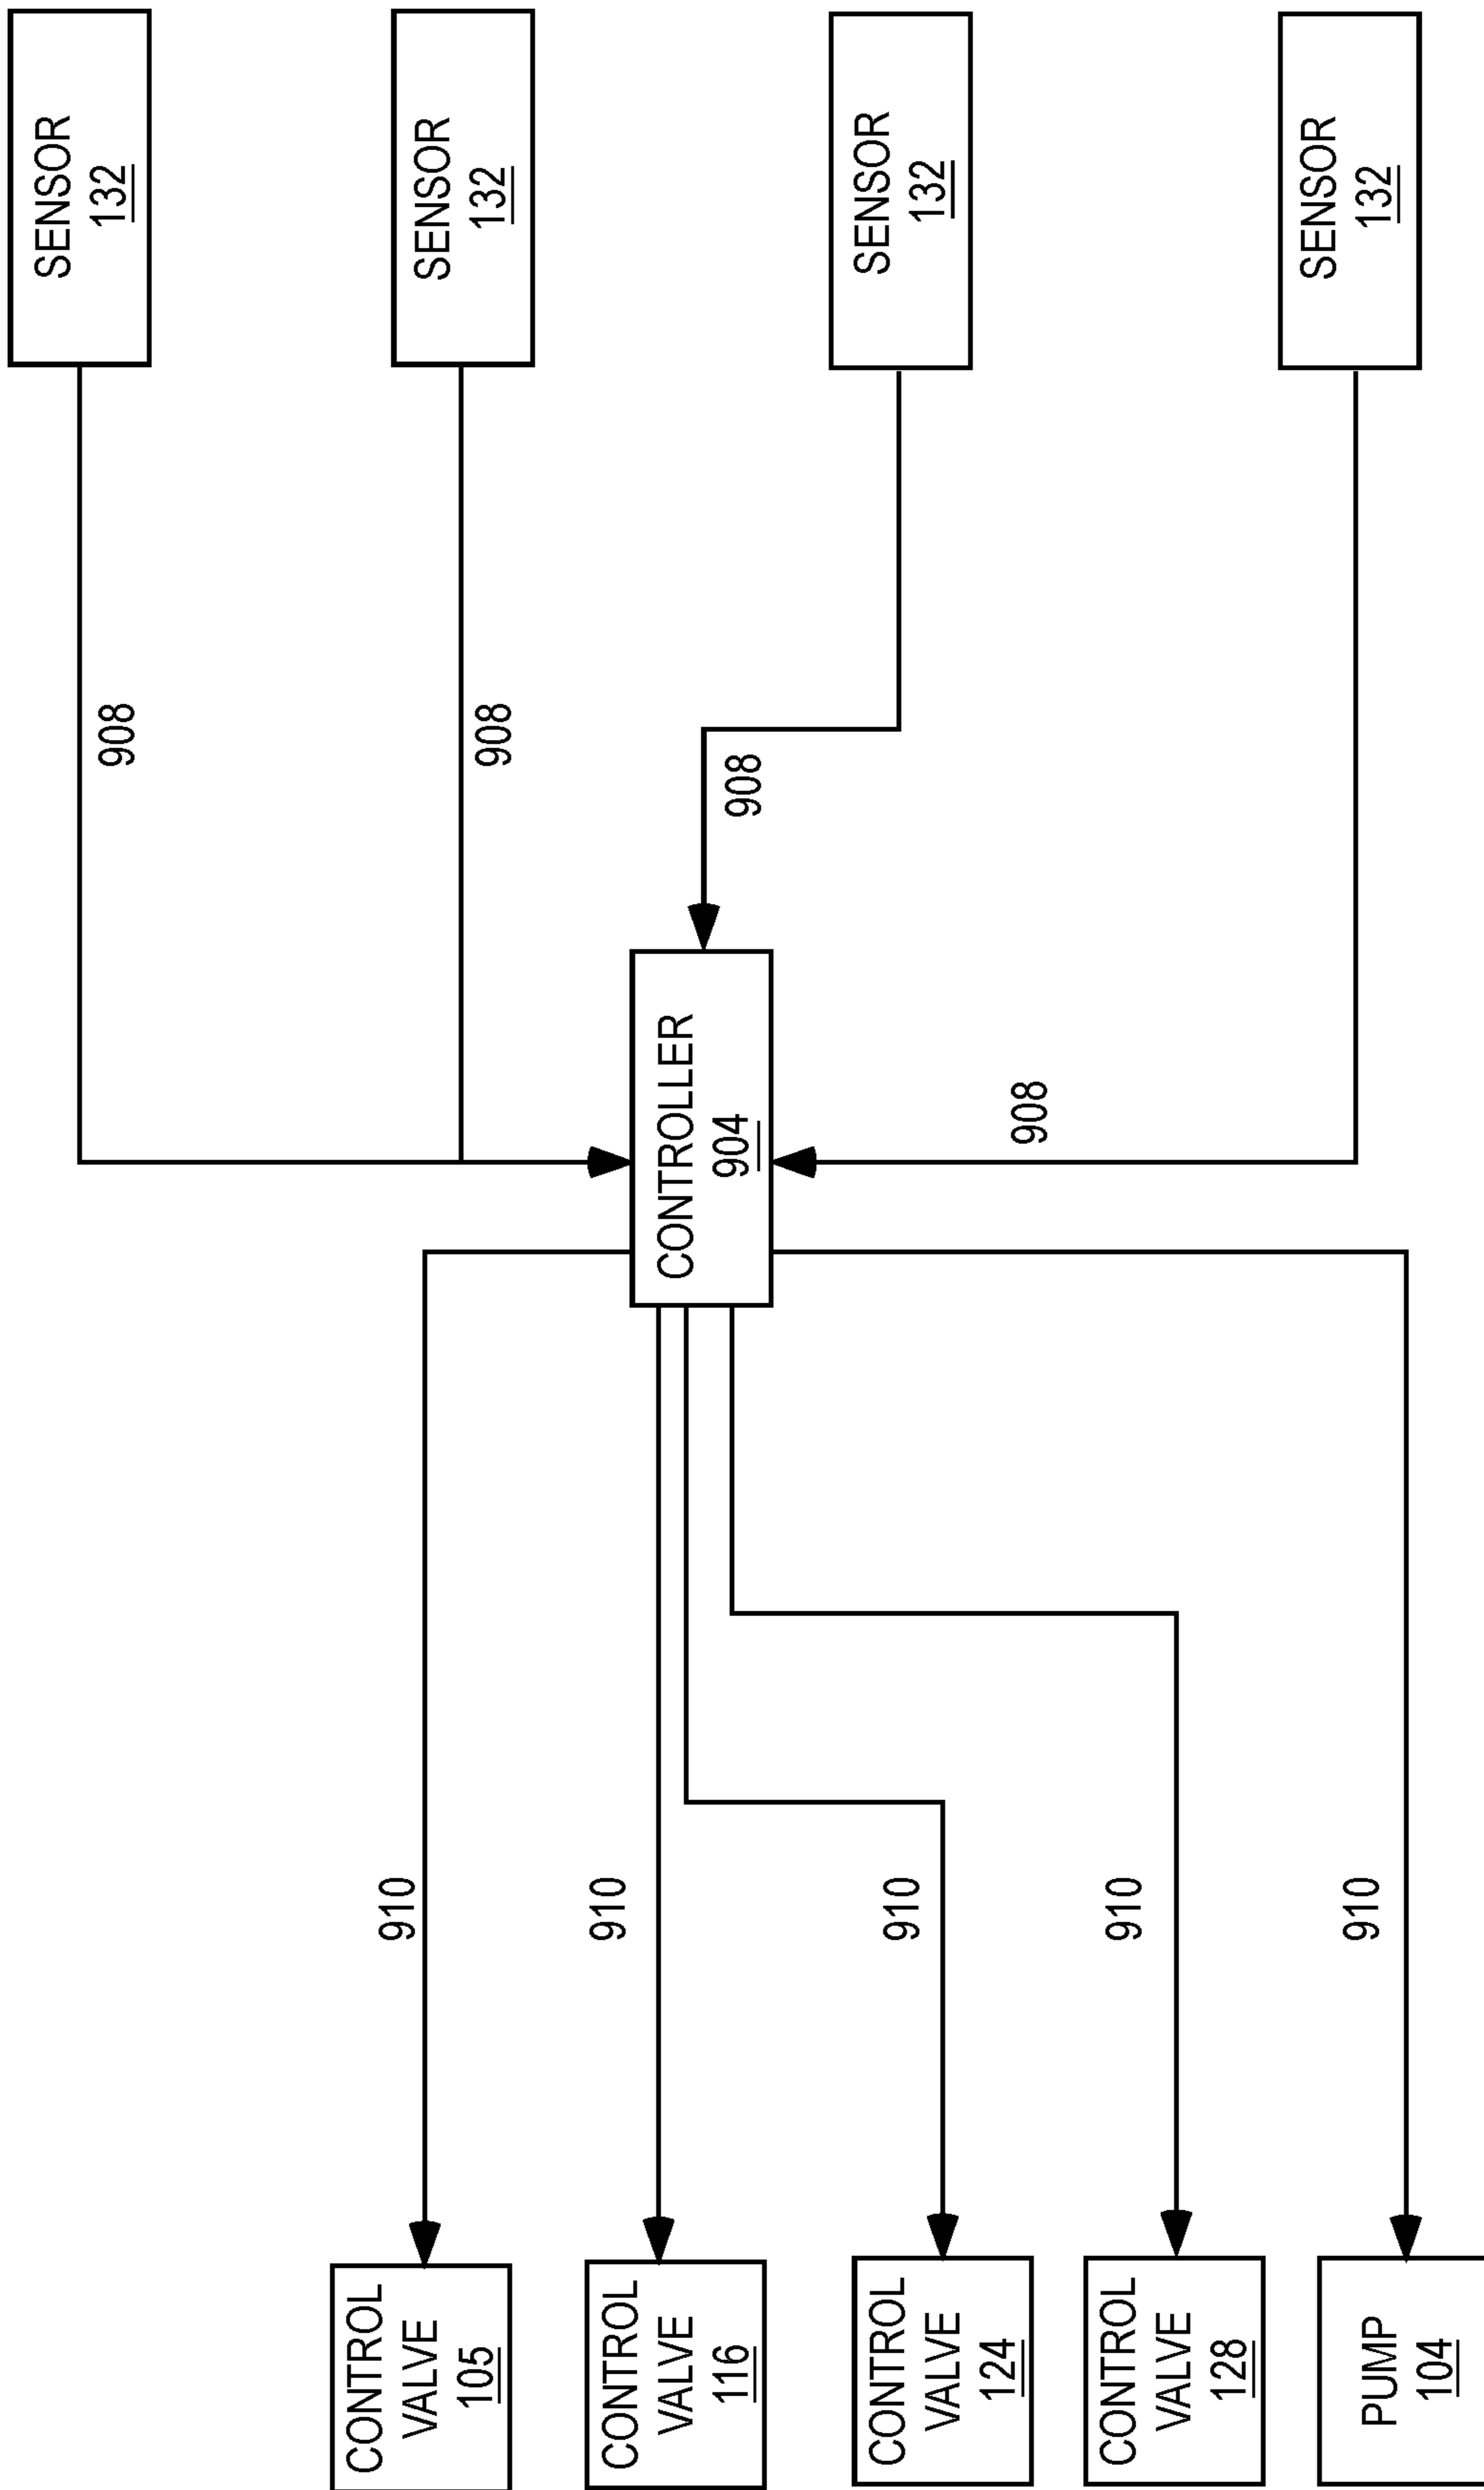 SENSOR
132
908
CONTROL
VALVE
105
910
908
SENSOR
132
CONTROL
VALVE
116
910
CONTROLLER
904
908
CONTROL
VALVE
124
910
SENSOR
132
908
CONTROL
VALVE
128
910
PUMP
104
910
SENSOR
132